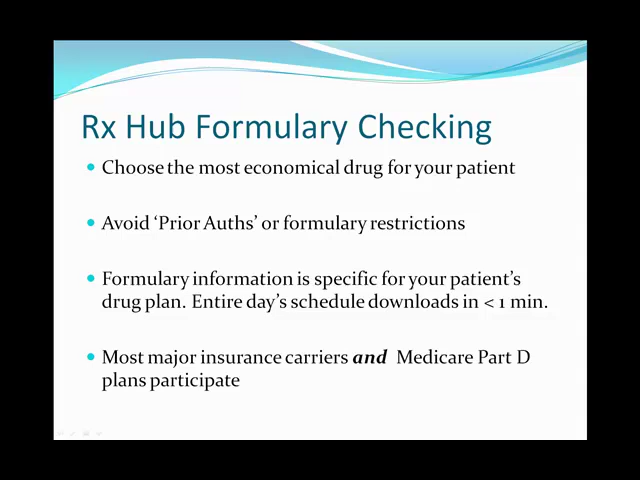 Rx Hub Formulary Checking
• Choose the most economical drug for your patient
• Avoid ‘Prior Auths’ or formulary restrictions
• Formulary information is specific for your patient’s
drug plan. Entire day’s schedule downloads in < 1 min.
• Most major insurance carriers and Medicare Part D
plans participate